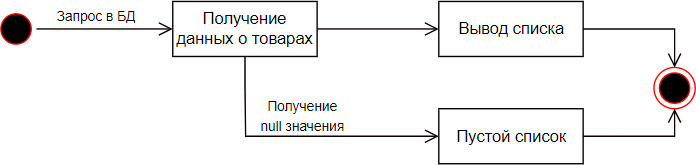 Запрос в БД
Получение
данных о товарах
Вывод списка
Получение
null значения
Пустой список